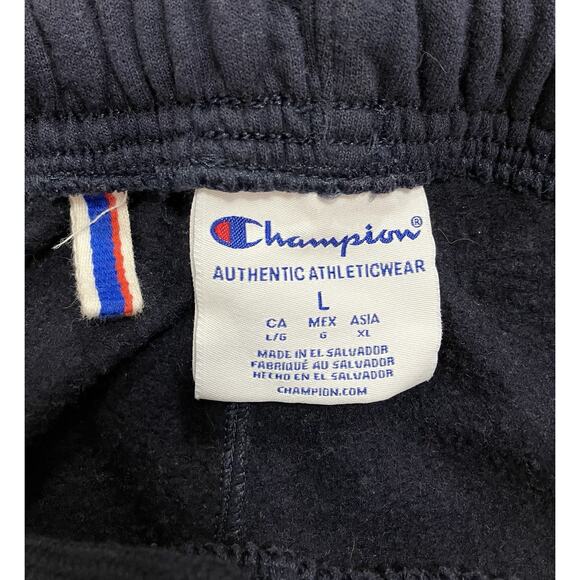 Champion®
AUTHENTIC ATHLETICWEAR
L
CA MEX ASIA
L/G G XL
MADE IN EL SALVADOR
FABRIQUÉ AU SALVADOR
HECHO EN EL SALVADOR
CHAMPION.COM